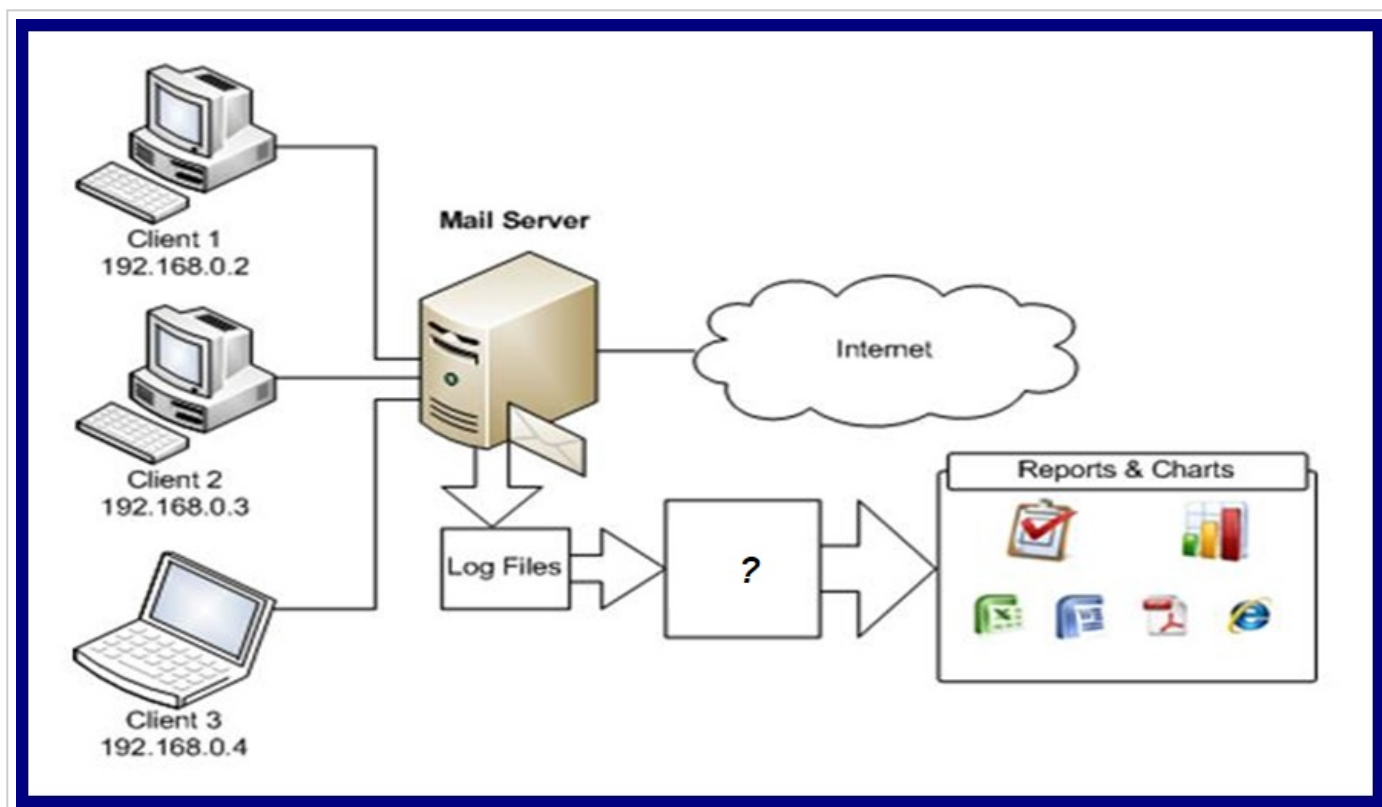 Client 1
192.168.0.2
Mail Server
Internet
Client 2
192.168.0.3
Log Files
?
Reports & Charts
Client 3
192.168.0.4